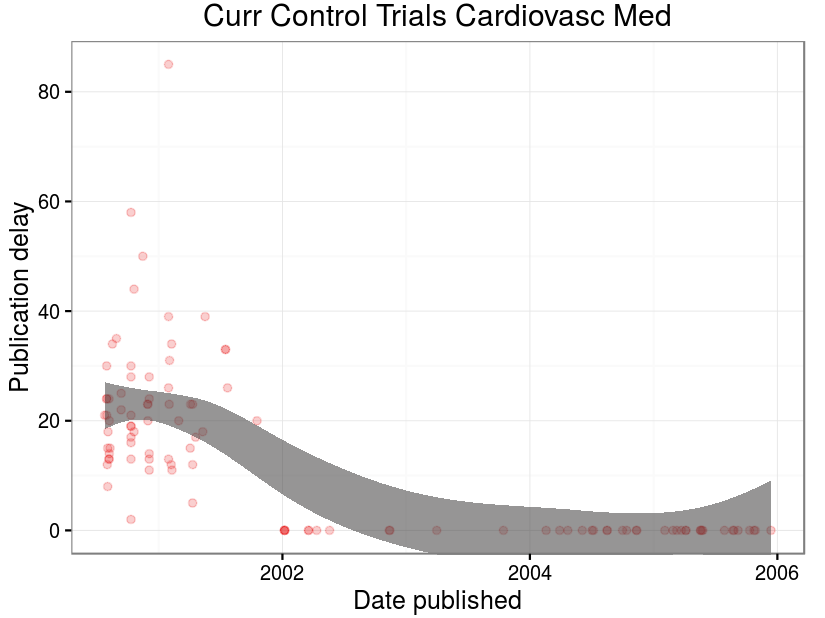 Curr Control Trials Cardiovasc Med
Publication delay
80
60
40
20
0
2002
2004
2006
Date published